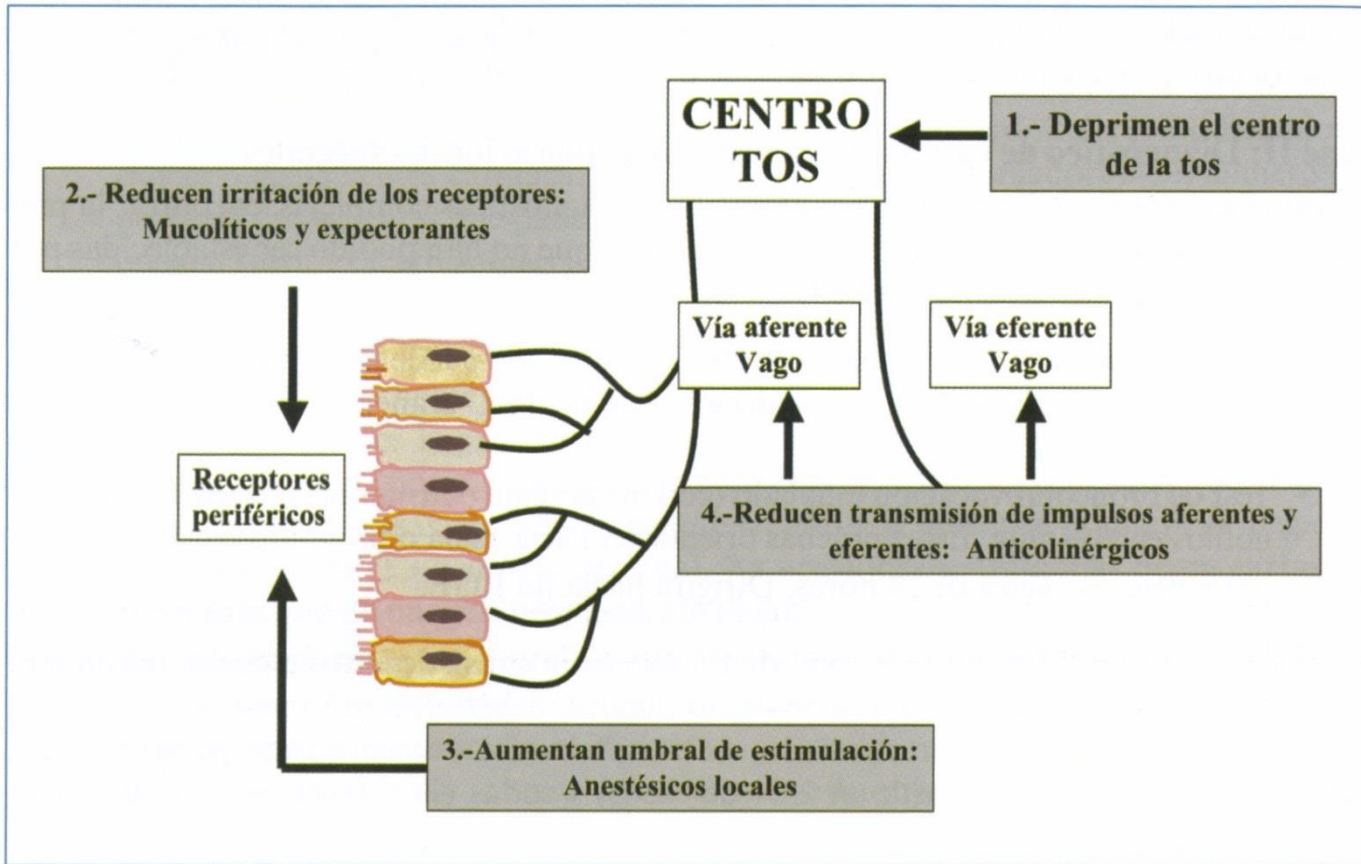 CENTRO
TOS
1.- Deprimen el centro
de la tos
2.- Reducen irritación de los receptores:
Mucolíticos y expectorantes
Vía aferente
Vago
Vía eferente
Vago
Receptores
periféricos
4.-Reducen transmisión de impulsos aferentes y
eferentes: Anticolinérgicos
3.-Aumentan umbral de estimulación:
Anestésicos locales